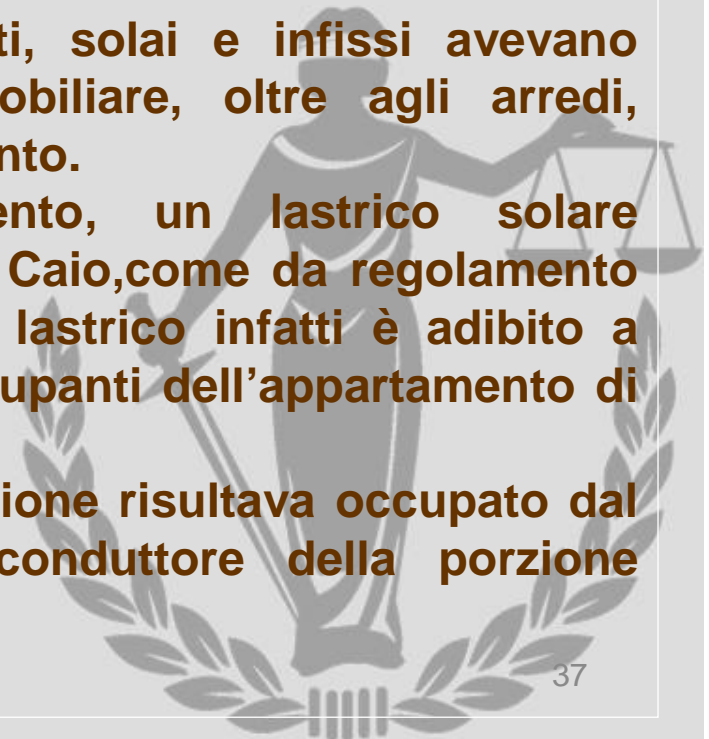 ti, solai e infissi avevano
obiliare, oltre agli arredi,
nto.
ento, un lastrico solare
Caio,come da regolamento
lastrico infatti è adibito a
upanti dell’appartamento di
zione risultava occupato dal
conduttore della porzione
37